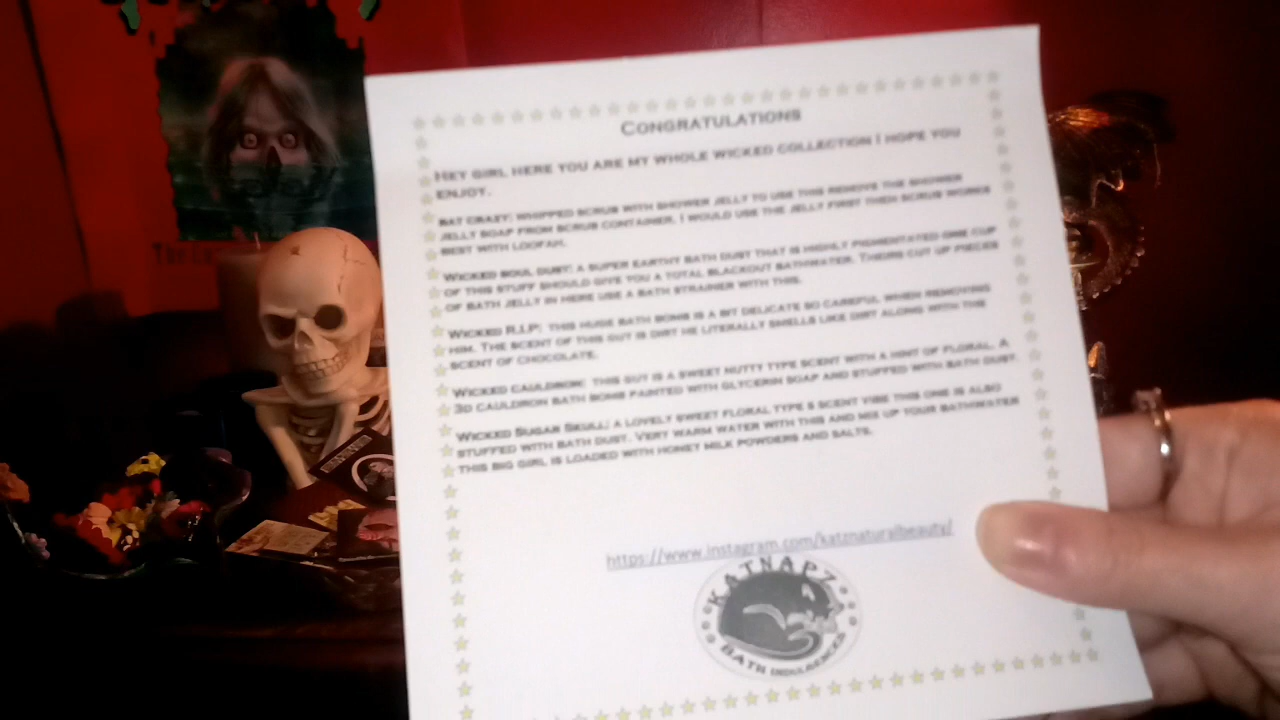 CONGRATULATIONS
HEY GIRL HERE YOU ARE MY WHOLE WICKED COLLECTION I HOPE YOU
ENJOY.
BAT CRAZY: WHIPPED SCRUB WITH SHOWER JELLY TO USE THIS REMOVE THE SHOWER
JELLY SOAP FROM SCRUB CONTAINER. I WOULD USE THE JELLY FIRST THEN SCRUB WORKS
BEST WITH LOOFAH.
WICKED SOUL DUST: A SUPER EARTHY BATH DUST THAT IS HIGHLY PIGMENTATED ONE CUP
OF THIS STUFF SHOULD GIVE YOU A TOTAL BLACKOUT BATHWATER. THEIRS CUT UP PIECES
OF BATH JELLY IN HERE USE A BATH STRAINER WITH THIS.
WICKED R.I.P: THIS HUGE BATH BOMB IS A BIT DELICATE SO CAREFUL WHEN REMOVING
HIM. THE SCENT OF THIS GUY IS DIRT HE LITERALLY SMELLS LIKE DIRT ALONG WITH THE
SCENT OF CHOCOLATE.
WICKED CAULDRON: THIS GUY IS A SWEET NUTTY TYPE SCENT WITH A HINT OF FLORAL. A
3D CAULDRON BATH BOMB PAINTED WITH GLYCERIN SOAP AND STUFFED WITH BATH DUST.
WICKED SUGAR SKULL: A LOVELY SWEET FLORAL TYPE SCENT VIBE THIS ONE IS ALSO
STUFFED WITH BATH DUST. VERY WARM WATER WITH THIS AND MIX UP YOUR BATHWATER
THIS BIG GIRL IS LOADED WITH HONEY MILK POWDERS AND SALTS.
https://www.instagram.com/katznaturalbeauty/
KATNAPZ
BATH INDULGENCES